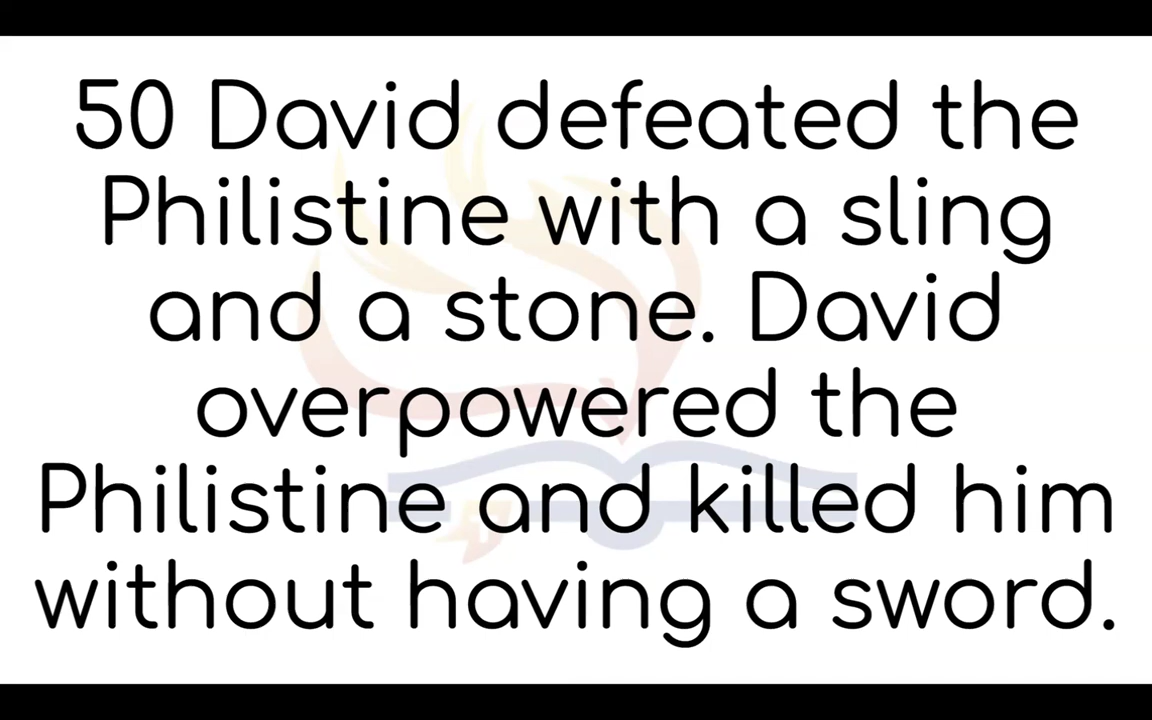 50 David defeated the
Philistine with a sling
and a stone. David
overpowered the
Philistine and killed him
without having a sword.